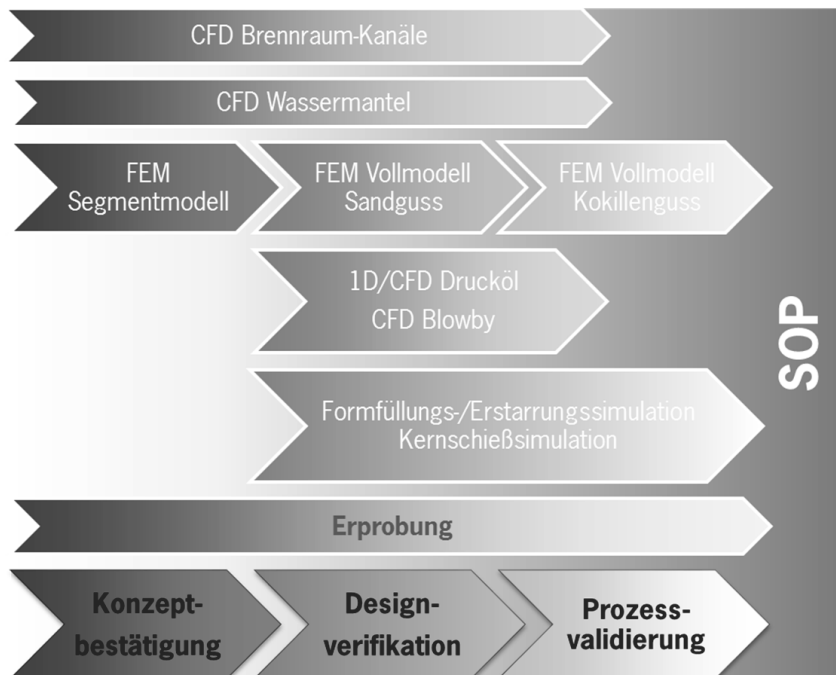 CFD Brennraum-Kanäle
CFD Wassermantel
FEM
Segmentmodell
FEM Vollmodell
Sandguss
FEM Vollmodell
Kokillenguss
1D/CFD Drucköl
CFD Blowby
Formfüllungs-/Erstarrungssimulation
Kernschießsimulation
Erprobung
Konzept-
bestätigung
Design-
verifikation
Prozess-
validierung
SOP